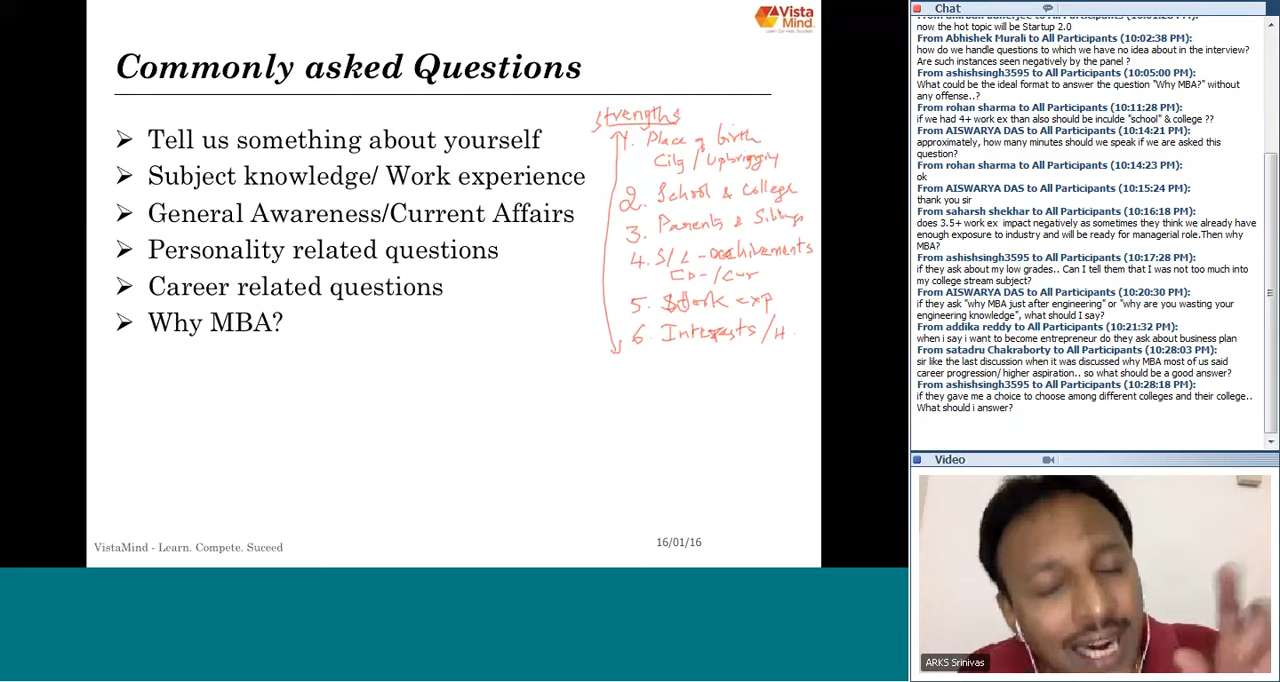 Vista
Mind
Commonly asked Questions
Tell us something about yourself
Subject knowledge/ Work experience
General Awareness/Current Affairs
Personality related questions
Career related questions
Why MBA?
strengths
1. Place of birth
City / Upbringing
2. School & College
3. Parents & Siblings
4. S/C - achivements
Co-/Cur
5. Work exp
6. Interests / H
VistaMind - Learn. Compete. Suceed
16/01/16
Chat
now the hot topic will be Startup 2.0
From Abhishek Murali to All Participants (10:02:38 PM):
how do we handle questions to which we have no idea about in the interview?
Are such instances seen negatively by the panel ?
From ashishsingh3595 to All Participants (10:05:00 PM):
What could be the ideal format to answer the question "Why MBA?" without
any offense..?
From rohan sharma to All Participants (10:11:28 PM):
if we had 4+ work ex than also should be inculde "school" & college ??
From AISWARYA DAS to All Participants (10:14:21 PM):
approximately, how many minutes should we speak if we are asked this
question?
From rohan sharma to All Participants (10:14:23 PM):
ok
From AISWARYA DAS to All Participants (10:15:24 PM):
thank you sir
From saharsh shekhar to All Participants (10:16:18 PM):
does 3.5+ work ex impact negatively as sometimes they think we already have
enough exposure to industry and will be ready for managerial role.Then why
MBA?
From ashishsingh3595 to All Participants (10:17:28 PM):
if they ask about my low grades.. Can I tell them that I was not too much into
my college stream subject?
From AISWARYA DAS to All Participants (10:20:30 PM):
if they ask "why MBA just after engineering" or "why are you wasting your
engineering knowledge", what should I say?
From addika reddy to All Participants (10:21:32 PM):
when i say i want to become entrepreneur do they ask about business plan
From satadru Chakraborty to All Participants (10:28:03 PM):
sir like the last discussion when it was discussed why MBA most of us said
career progression/ higher aspiration.. so what should be a good answer?
From ashishsingh3595 to All Participants (10:28:18 PM):
if they gave me a choice to choose among different colleges and their college..
What should i answer?
Video
ARKS Srinivas